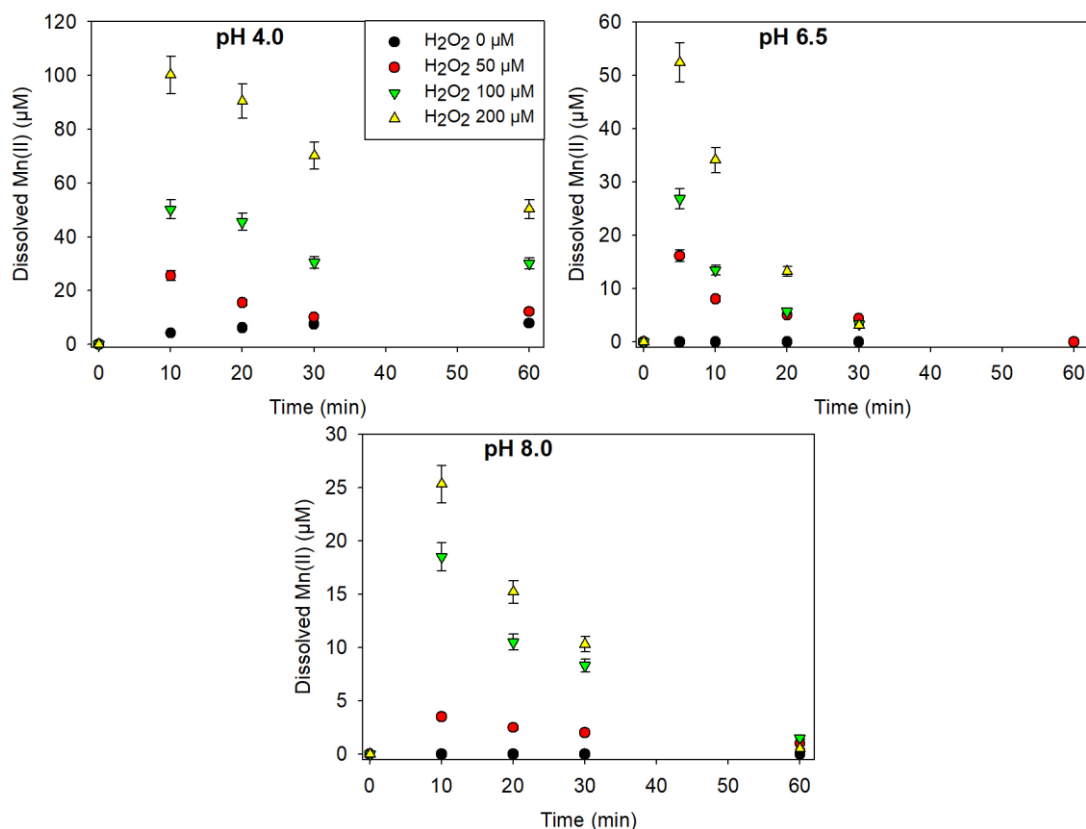 pH 4.0
Dissolved Mn(II) (µM)
120
100
80
60
40
20
0
0 10 20 30 40 50 60
Time (min)
H2O2 0 µM
H2O2 50 µM
H2O2 100 µM
H2O2 200 µM
pH 6.5
Dissolved Mn(II) (µM)
60
50
40
30
20
10
0
0 10 20 30 40 50 60
Time (min)
pH 8.0
Dissolved Mn(II) (µM)
30
25
20
15
10
5
0
0 10 20 30 40 50 60
Time (min)